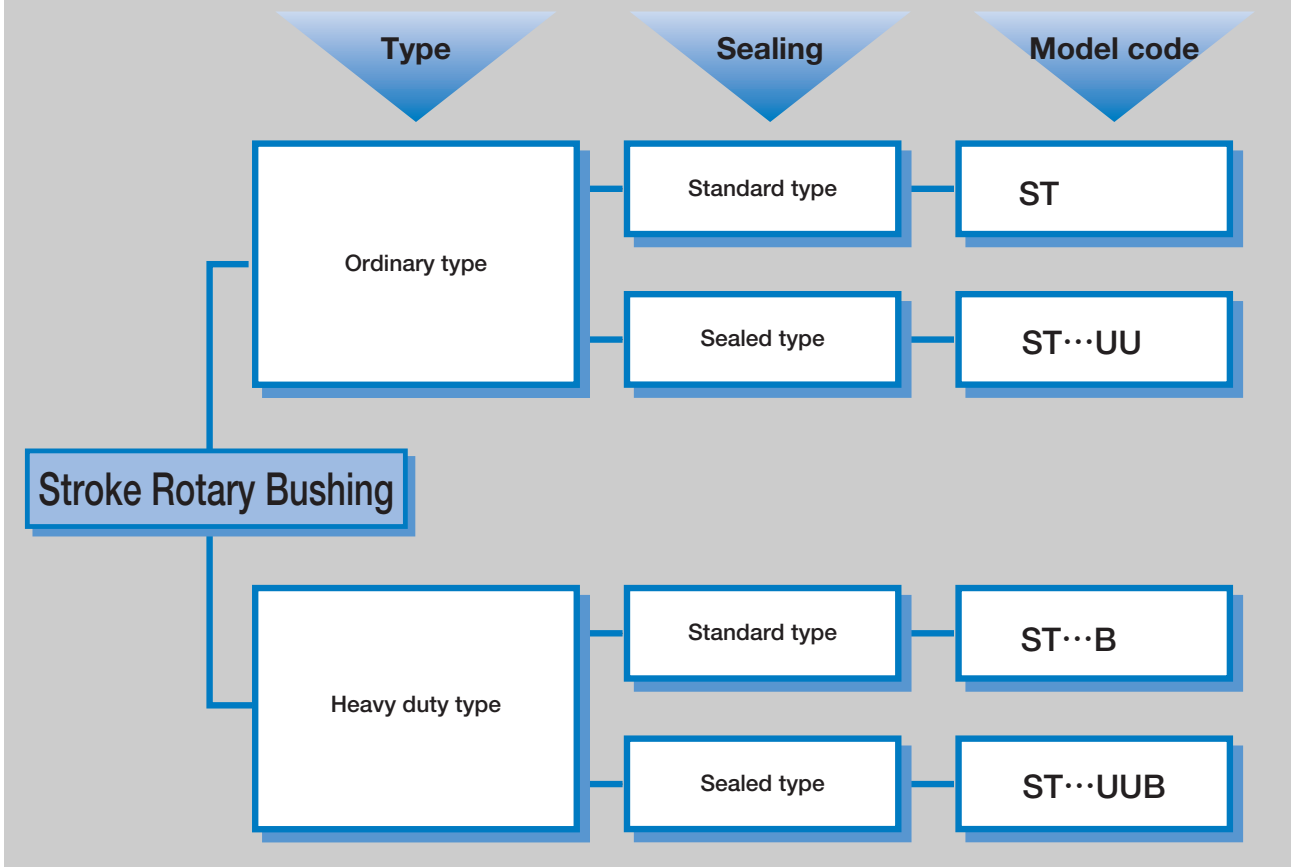 Type
Sealing
Model code
Stroke Rotary Bushing
Ordinary type
Standard type
ST
Sealed type
ST···UU
Heavy duty type
Standard type
ST···B
Sealed type
ST···UUB